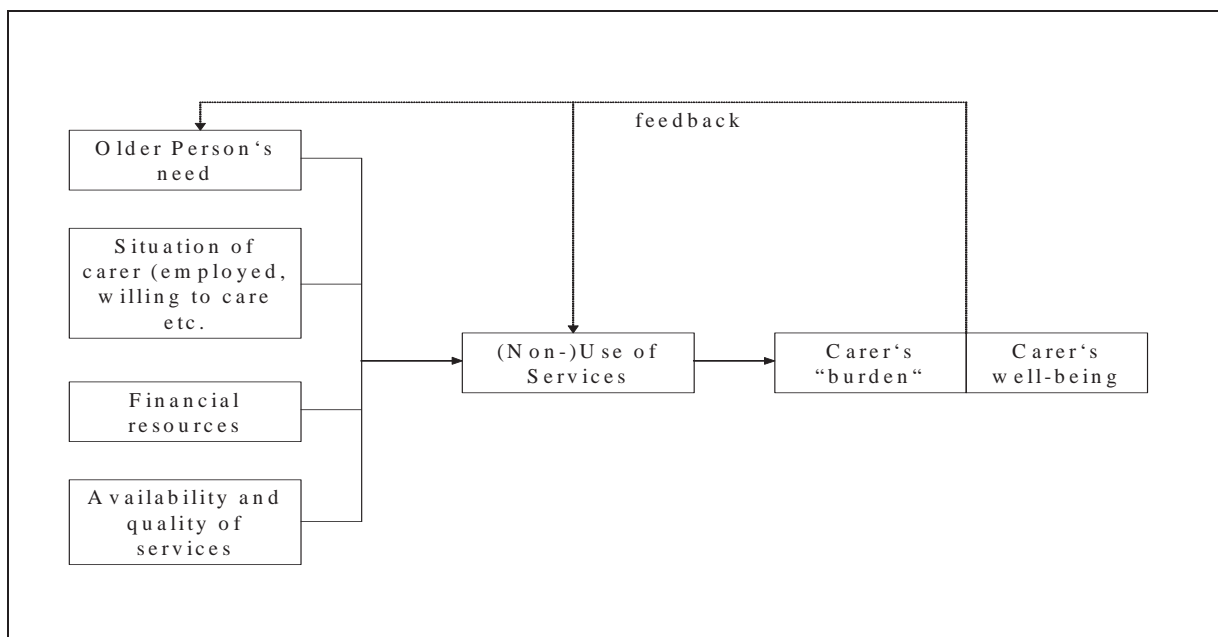 feedback
Older Person‘s
need
Situation of
carer (employed,
willing to care
etc.
Financial
resources
Availability and
quality of
services
(Non-)Use of
Services
Carer‘s
“burden“
Carer‘s
well-being